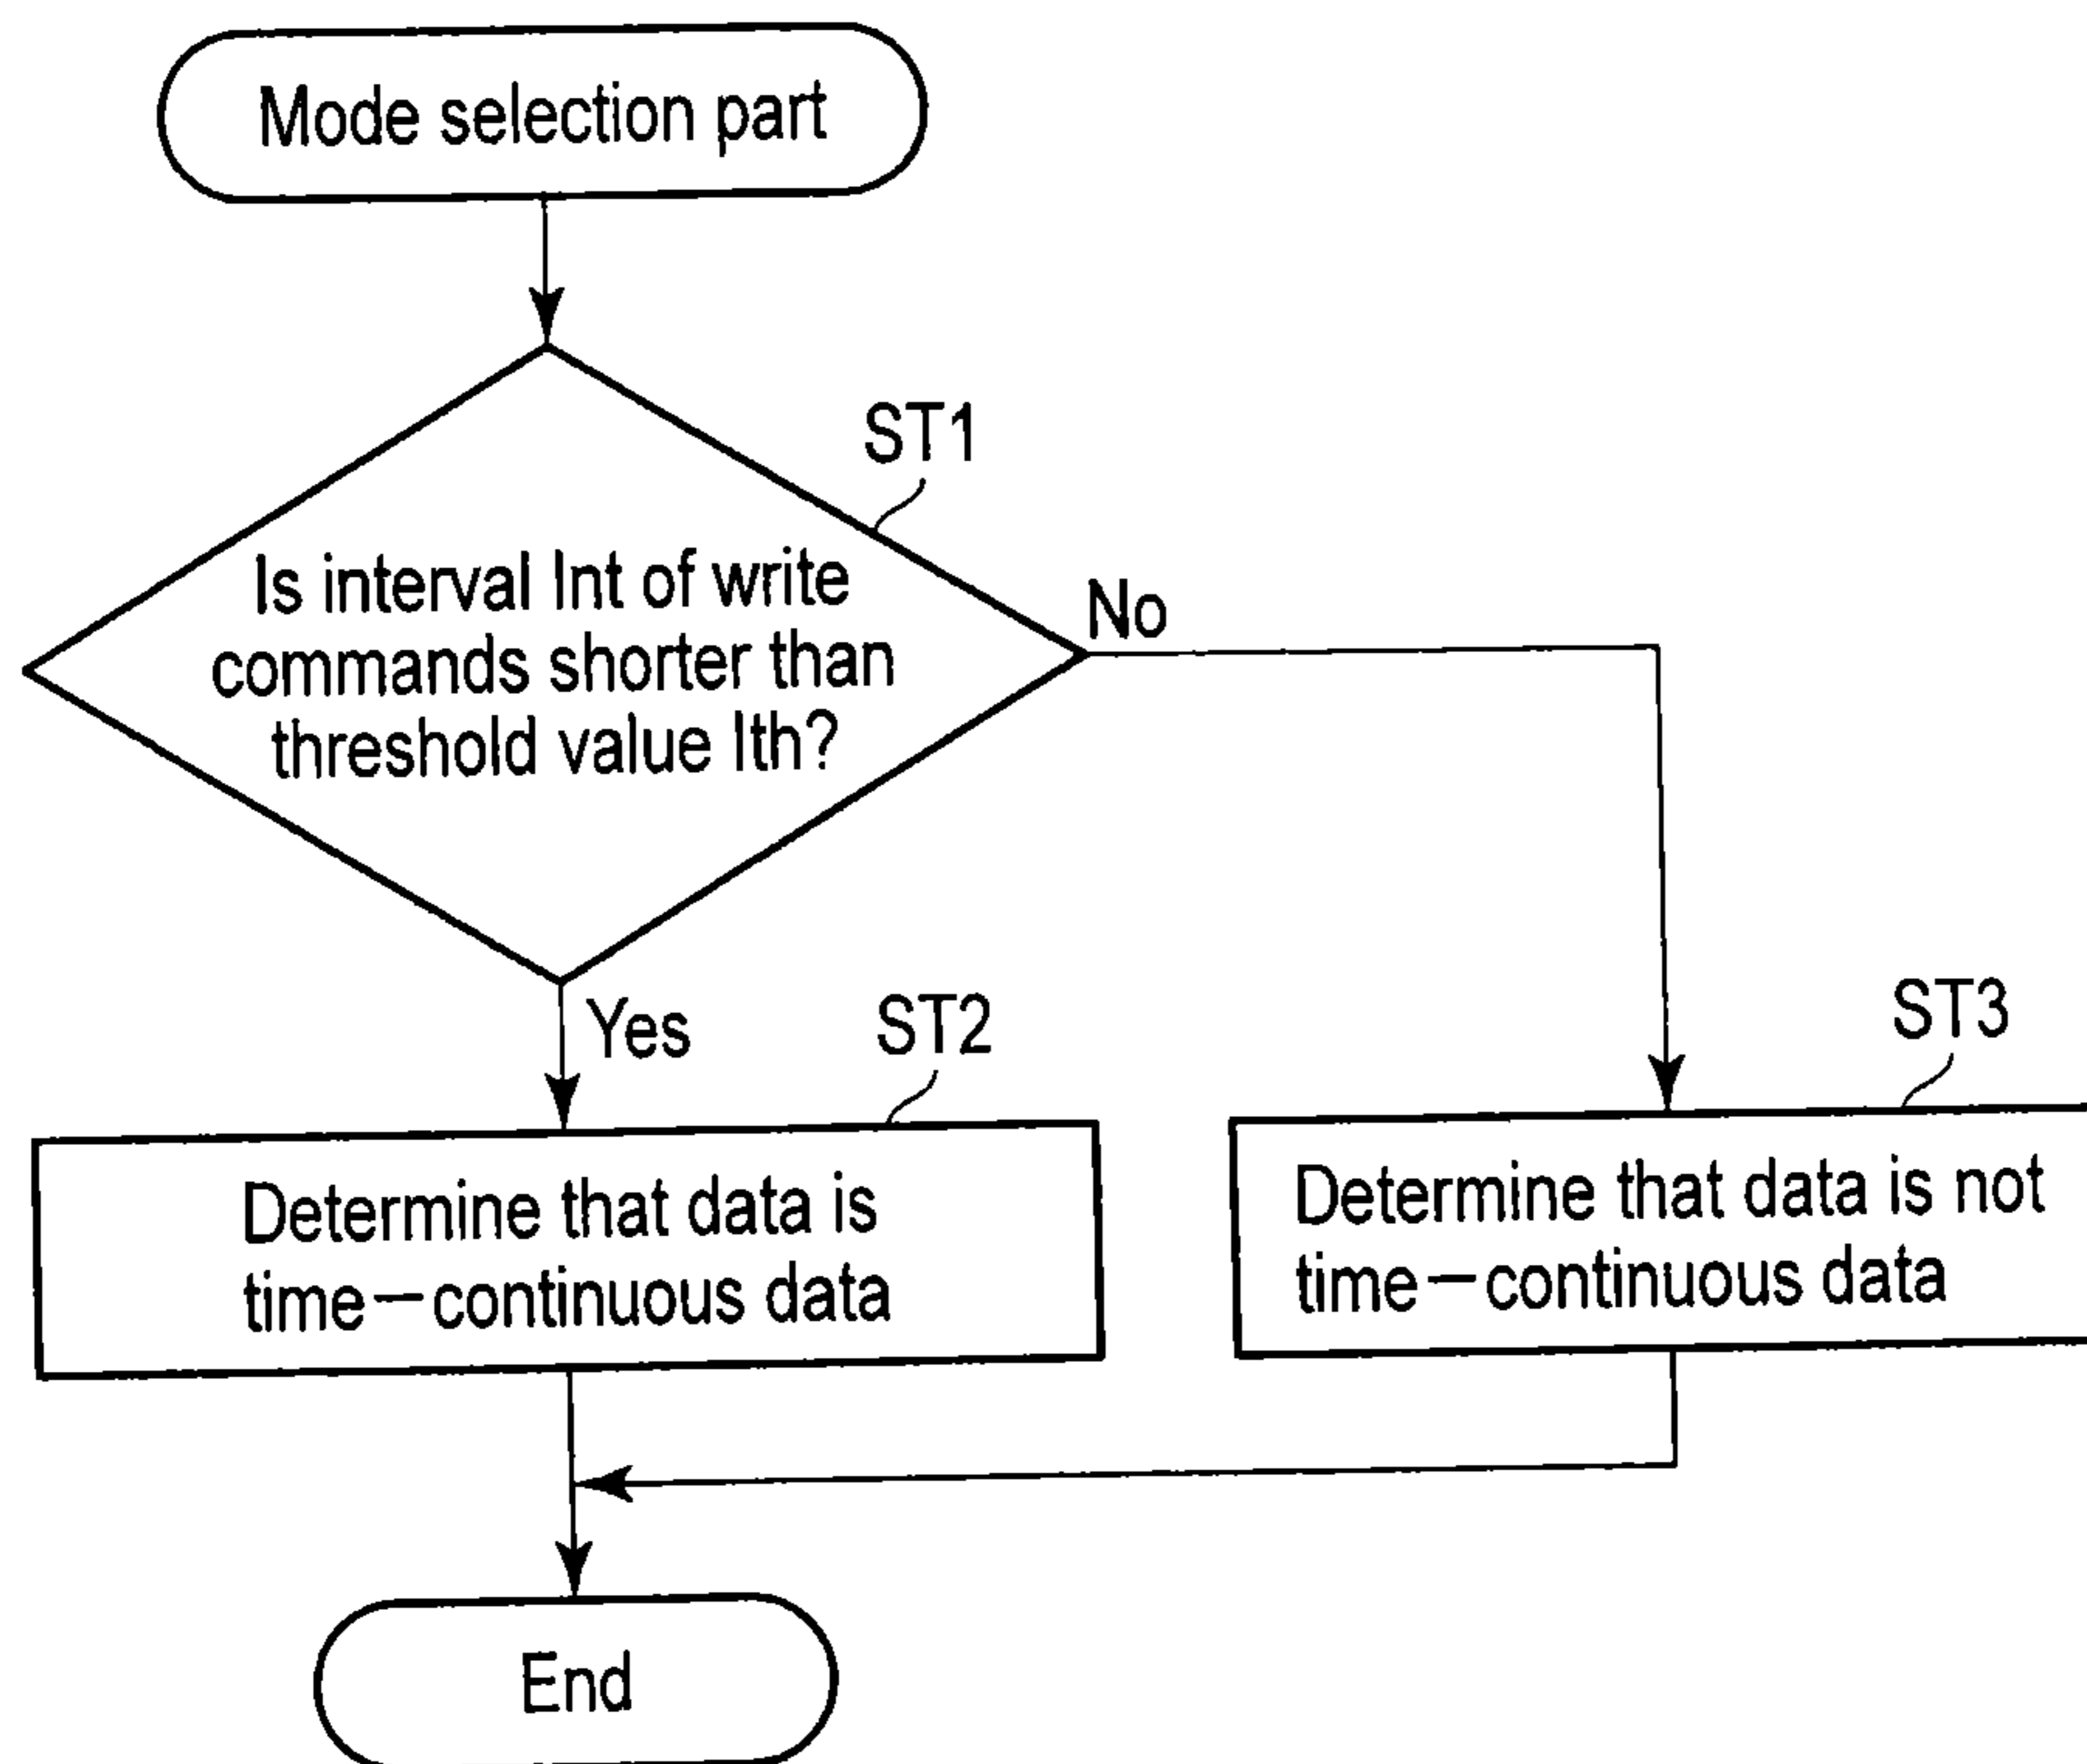 Mode selection part
ST1
Is interval Int of write
commands shorter than
threshold value Ith?
No
Yes
ST2
ST3
Determine that data is
time—continuous data
Determine that data is not
time—continuous data
End